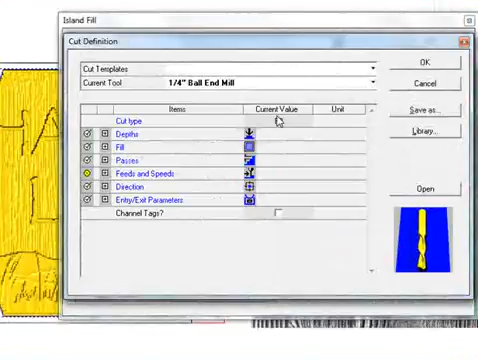 Island Fill
Cut Definition
Cut Templates
Current Tool 1/4" Ball End Mill
OK
Cancel
Save as...
Library...
Open
Items Current Value Unit
Cut type
Depths
Fill
Passes
Feeds and Speeds
Direction
Entry/Exit Parameters
Channel Tags?